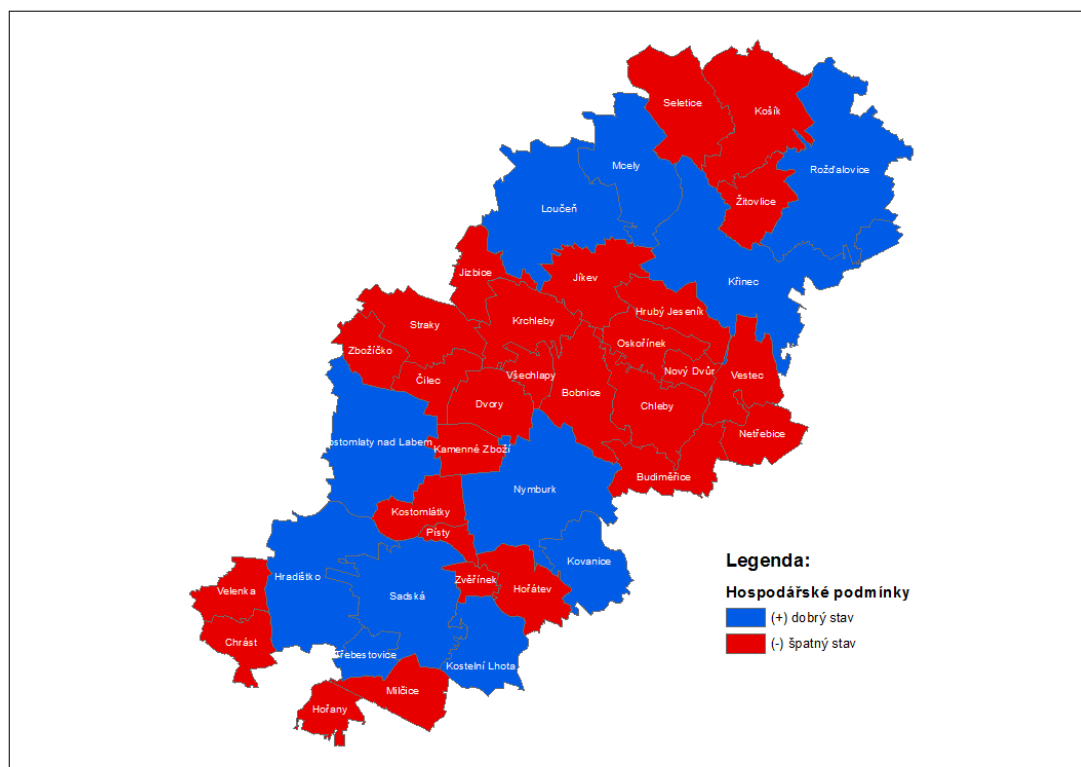 Seletice
Košík
Mcely
Rožďalovice
Žitovlice
Loučeň
Jizbice
Jíkev
Křinec
Hrubý Jeseník
Straky
Krchleby
Oskořínek
Zbožíčko
Čilec
Všechlapy
Nový Dvůr
Vestec
Bobnice
Dvory
Chleby
Netřebice
ostomlaty nad Labem
Kamenné Zboží
Budiměřice
Nymburk
Kostomlátky
Písty
Kovanice
Hradištko
Zvěřínek
Hořátev
Velenka
Sadská
Chrást
Třebestovice
Kostelní Lhota
Milčice
Hořany
Legenda:
Hospodářské podmínky
(+) dobrý stav
(-) špatný stav